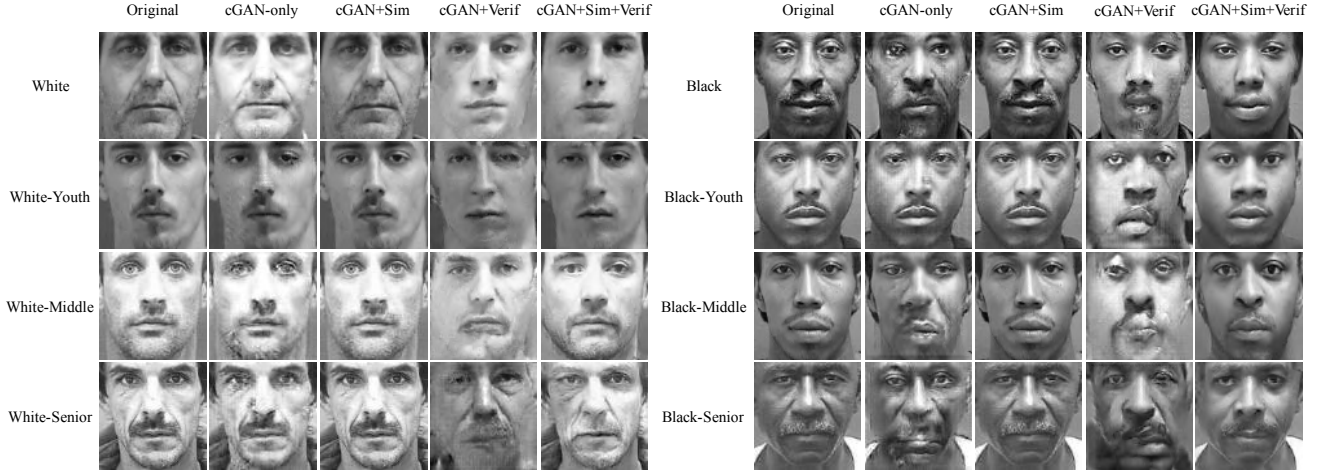 Original cGAN-only cGAN+Sim cGAN+Verif cGAN+Sim+Verif Original cGAN-only cGAN+Sim cGAN+Verif cGAN+Sim+Verif
White Black
White-Youth Black-Youth
White-Middle Black-Middle
White-Senior Black-Senior